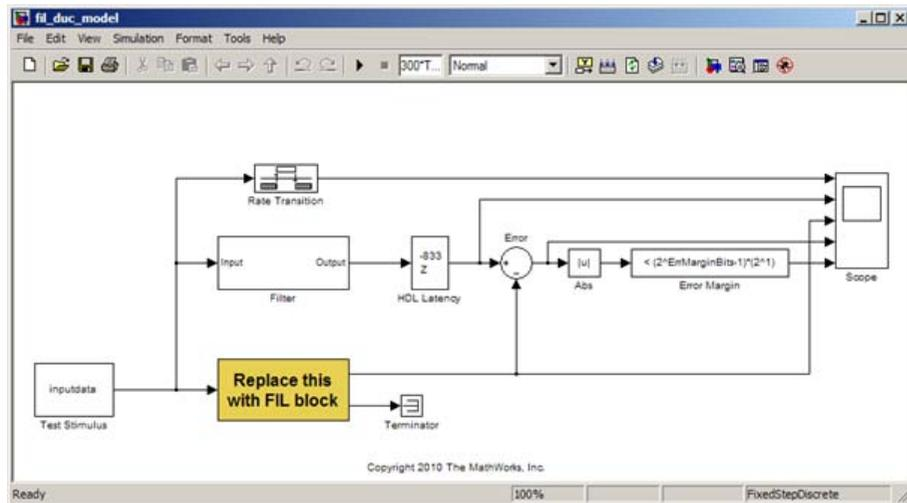 fil_duc_model
File Edit View Simulation Format Tools Help
300*T... Normal
Rate Transition
Input Output
Filter
-833
Z
HDL Latency
Error
+
-
|u|
Abs
< (2^ErrMarginBits-1)*(2^1)
Error Margin
Scope
inputdata
Test Stimulus
Replace this
with FIL block
Terminator
Copyright 2010 The MathWorks, Inc.
Ready 100% FixedStepDiscrete